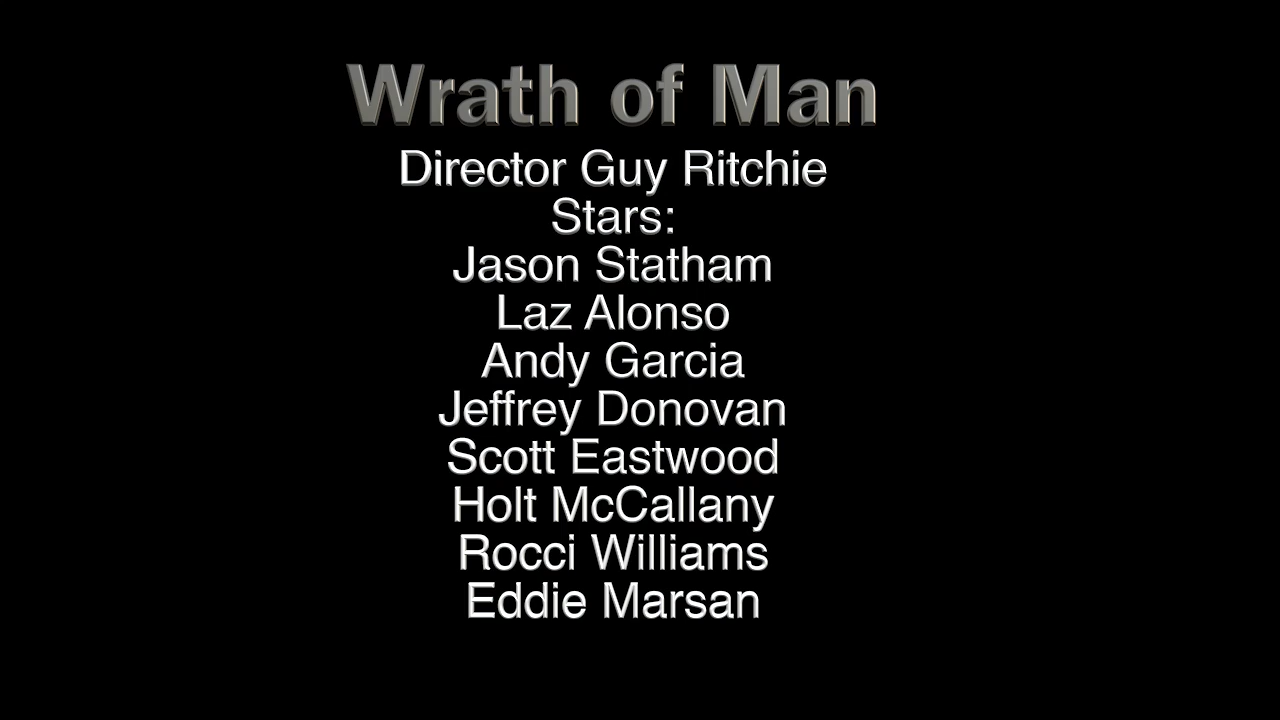 Wrath of Man
Director Guy Ritchie
Stars:
Jason Statham
Laz Alonso
Andy Garcia
Jeffrey Donovan
Scott Eastwood
Holt McCallany
Rocci Williams
Eddie Marsan